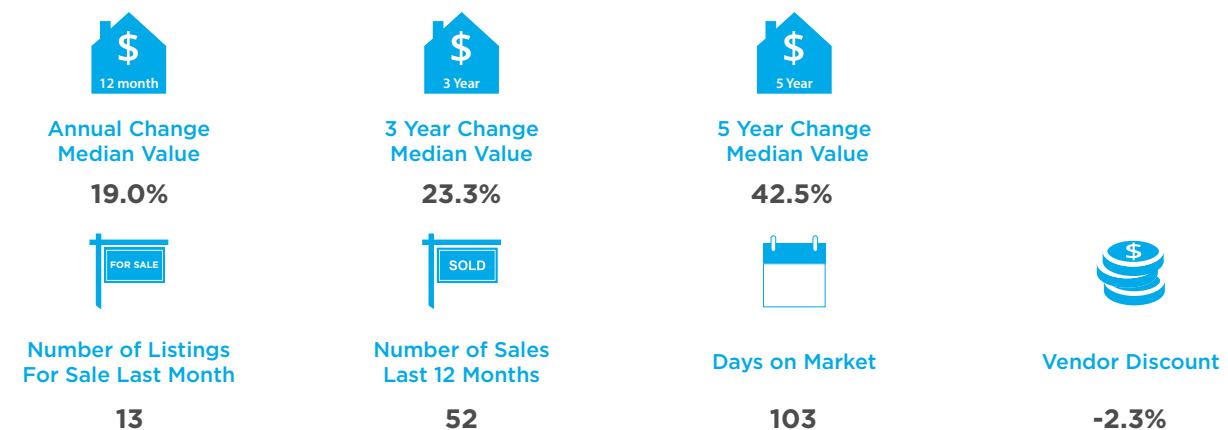 $
12 month
Annual Change
Median Value
19.0%
$
3 Year
3 Year Change
Median Value
23.3%
$
5 Year
5 Year Change
Median Value
42.5%
FOR SALE
Number of Listings
For Sale Last Month
13
SOLD
Number of Sales
Last 12 Months
52
Days on Market
103
$
Vendor Discount
-2.3%